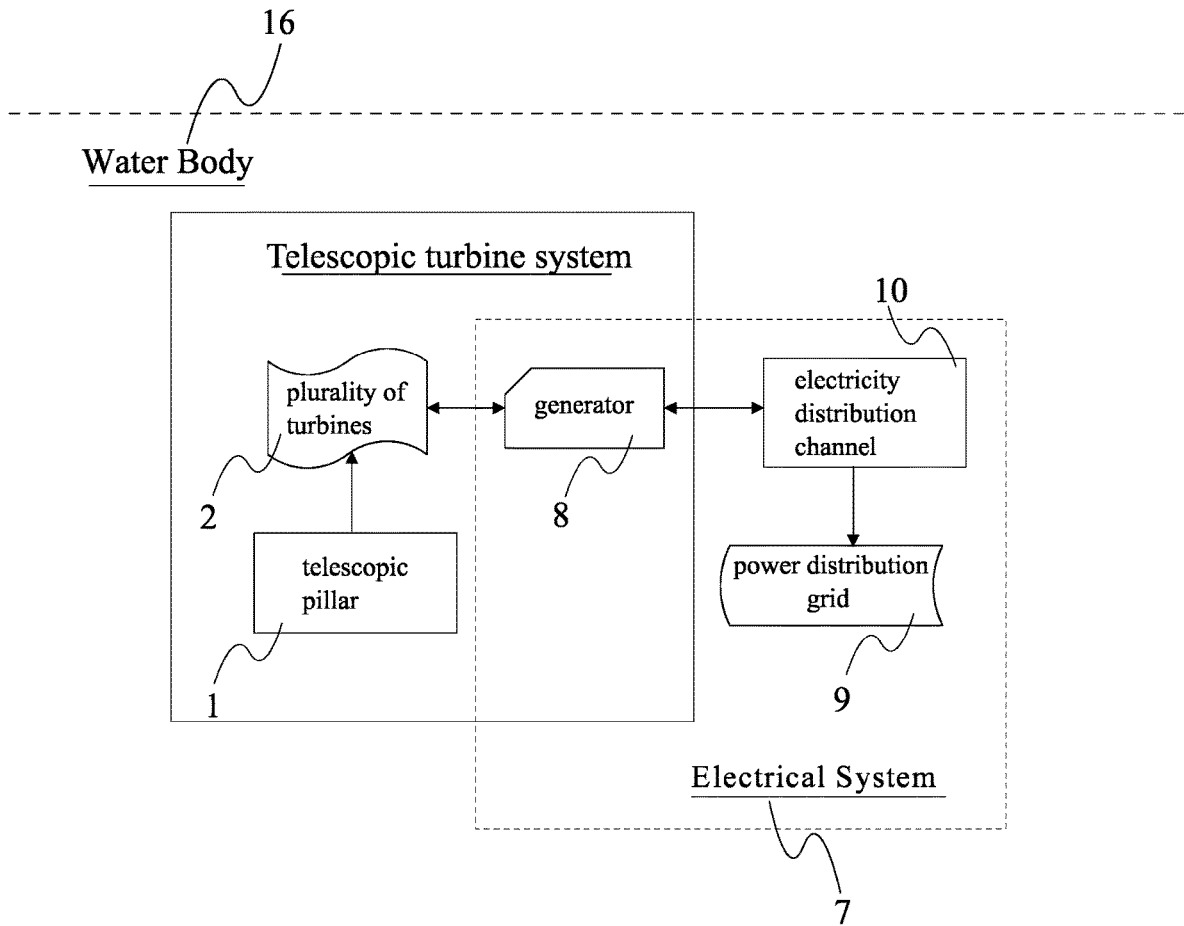 16
Water Body
Telescopic turbine system
10
plurality of
turbines
generator
electricity
distribution
channel
2
8
telescopic
pillar
power distribution
grid
1
9
Electrical System
7